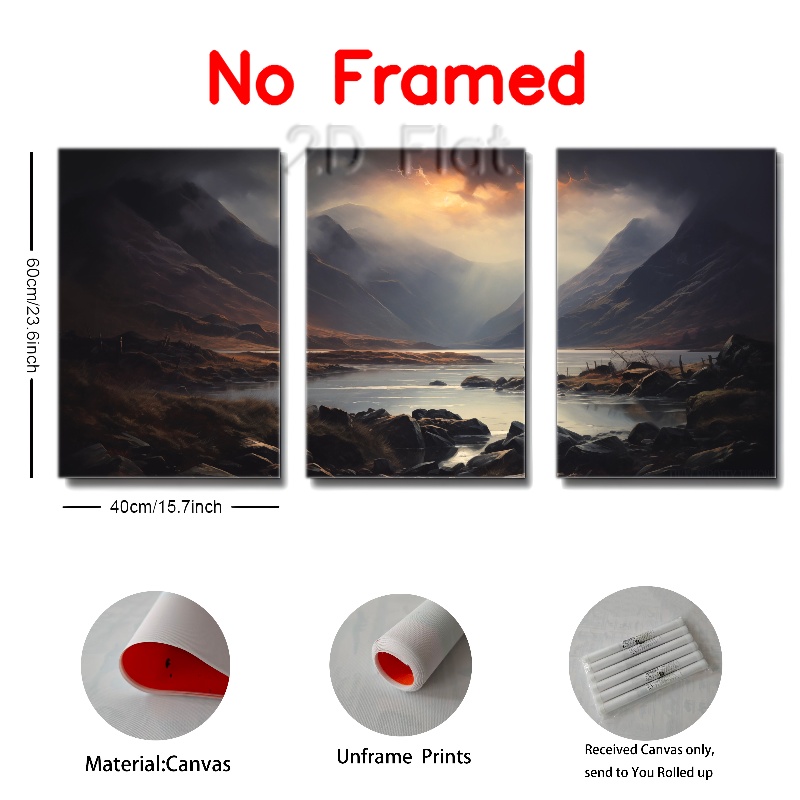 No Framed
2D Flat
60cm/23.6inch
40cm/15.7inch
Material:Canvas
Unframe Prints
Received Canvas only,
send to You Rolled up